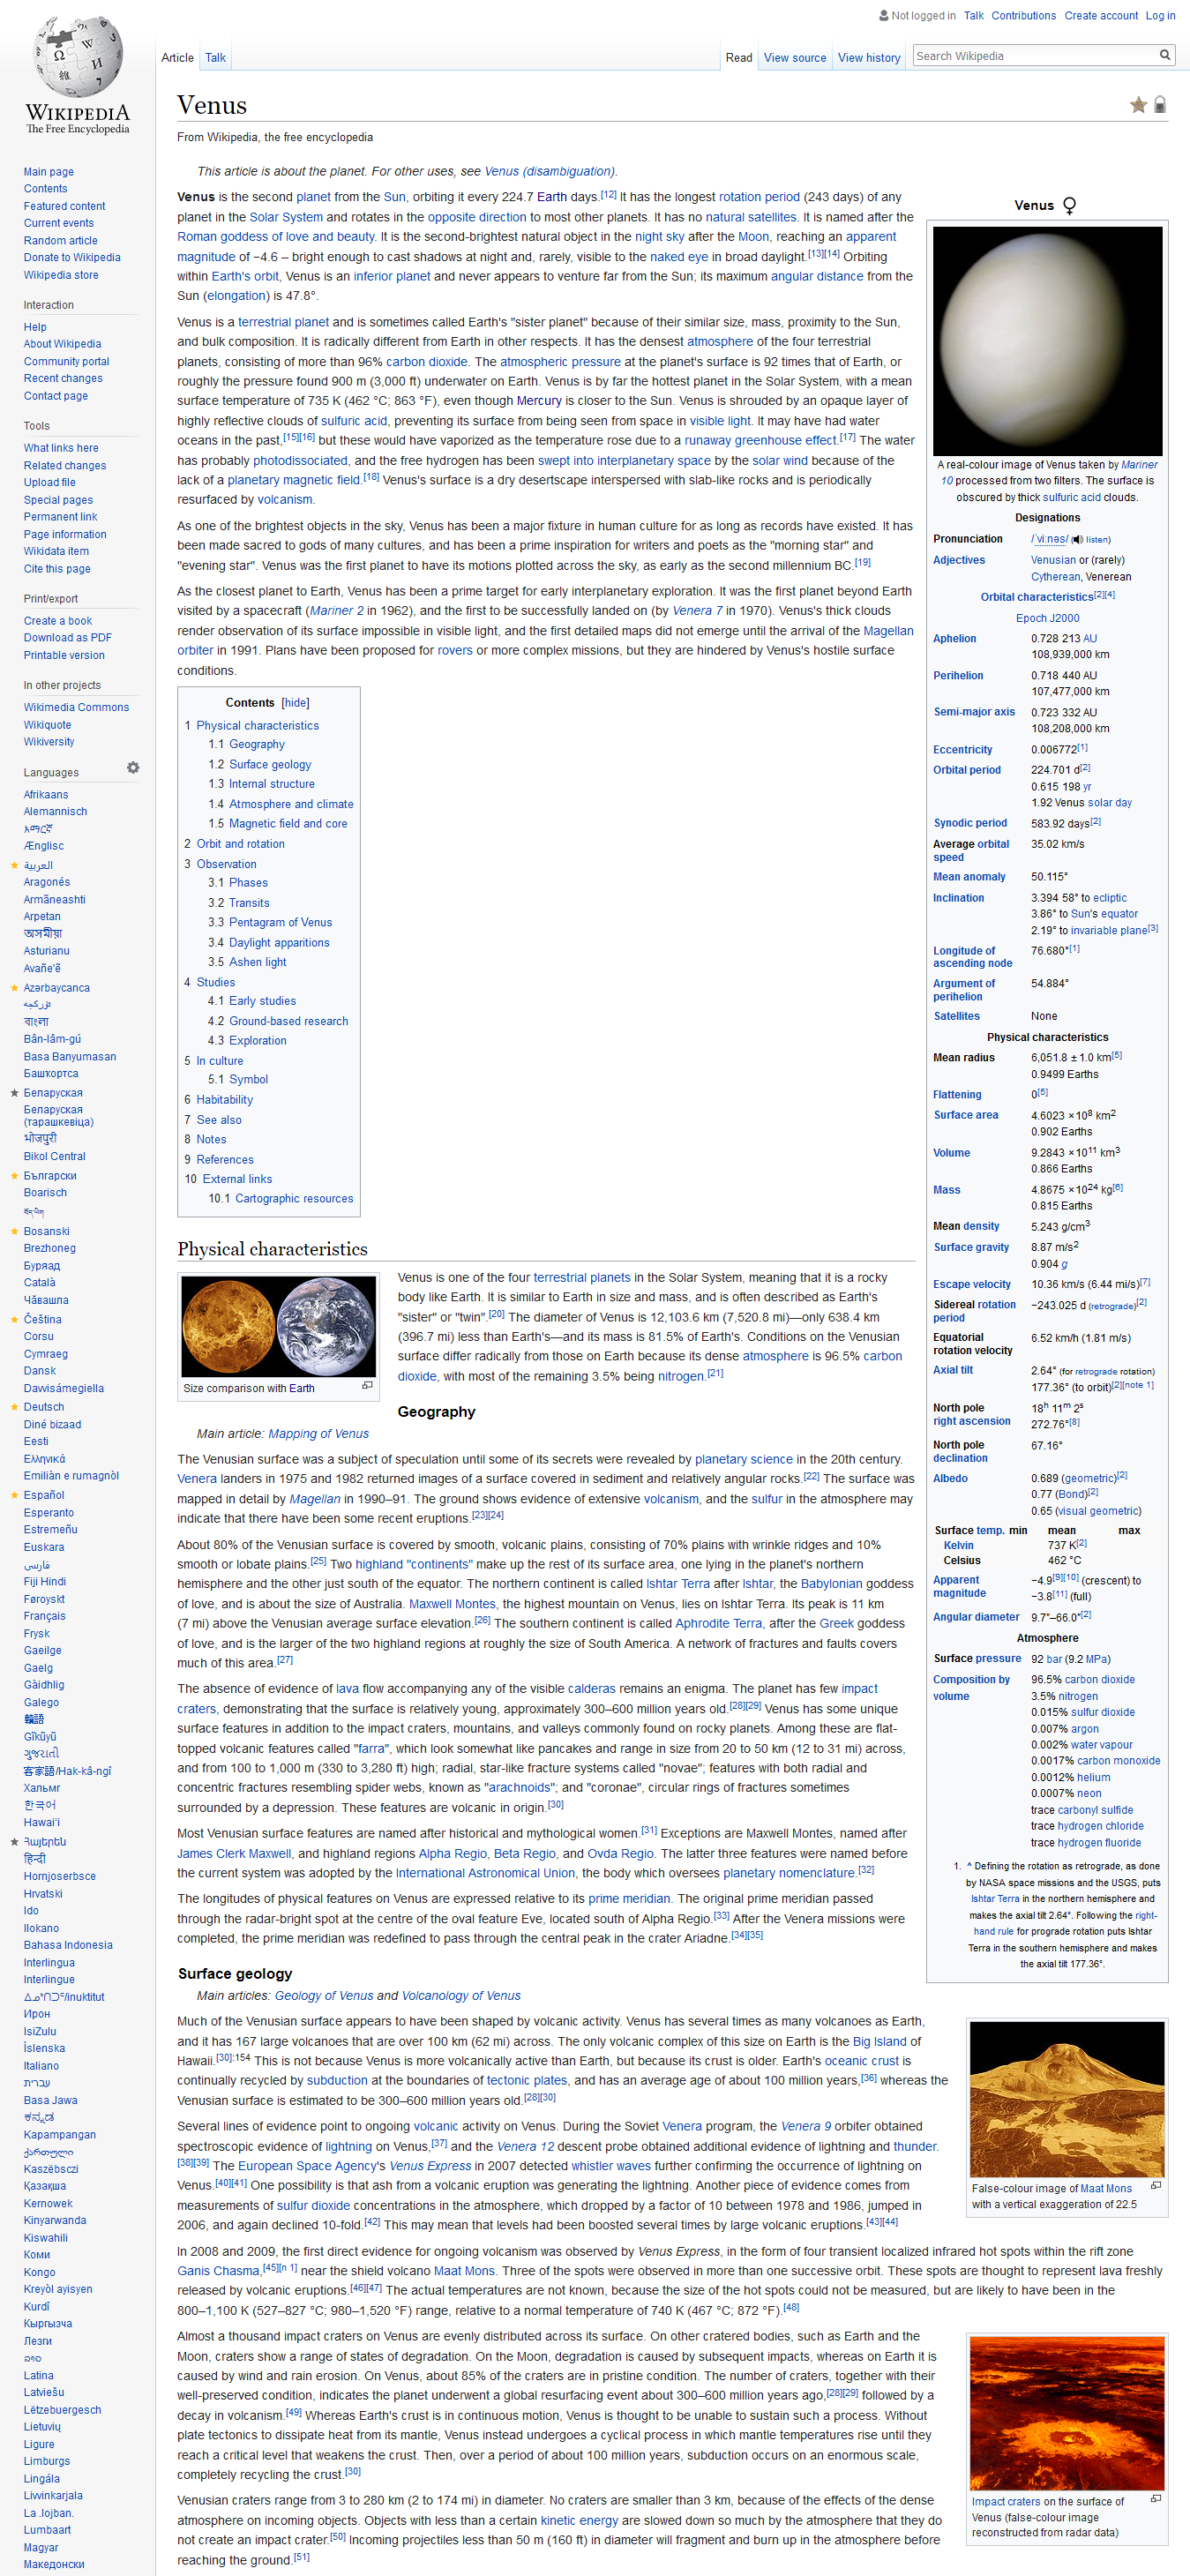 Not logged in Talk Contributions Create account Log in
Article Talk Read View source View history Search Wikipedia
WIKIPEDIA
The Free Encyclopedia
Main page
Contents
Featured content
Current events
Random article
Donate to Wikipedia
Wikipedia store
Interaction
Help
About Wikipedia
Community portal
Recent changes
Contact page
Tools
What links here
Related changes
Upload file
Special pages
Permanent link
Page information
Wikidata item
Cite this page
Print/export
Create a book
Download as PDF
Printable version
In other projects
Wikimedia Commons
Wikiquote
Wikiversity
Languages
Afrikaans
Alemannisch
አማርኛ
Ænglisc
العربية
Aragonés
Armãneashti
Arpetan
অসমীয়া
Asturianu
Avañe'ẽ
Azərbaycanca
تۆرکجه
বাংলা
Bân-lâm-gú
Basa Banyumasan
Башҡортса
Беларуская
Беларуская
(тарашкевіца)
भोजपुरी
Bikol Central
Български
Boarisch
བོད་ཡིག
Bosanski
Brezhoneg
Буряад
Català
Чӑвашла
Čeština
Corsu
Cymraeg
Dansk
Davvisámegiella
Deutsch
Diné bizaad
Eesti
Ελληνικά
Emiliàn e rumagnòl
Español
Esperanto
Estremeñu
Euskara
فارسی
Fiji Hindi
Føroyskt
Français
Frysk
Gaeilge
Gaelg
Gàidhlig
Galego
贛語
Gĩkũyũ
ગુજરાતી
客家語/Hak-kâ-ngî
Хальмг
한국어
Hawai'i
Հայերեն
हिन्दी
Hornjoserbsce
Hrvatski
Ido
Ilokano
Bahasa Indonesia
Interlingua
Interlingue
ᐃᓄᒃᑎᑐᑦ/inuktitut
Ирон
IsiZulu
Íslenska
Italiano
עברית
Basa Jawa
ಕನ್ನಡ
Kapampangan
ქართული
Kaszëbsczi
Қазақша
Kernowek
Kinyarwanda
Kiswahili
Коми
Kongo
Kreyòl ayisyen
Kurdî
Кыргызча
Лезги
ລາວ
Latina
Latviešu
Lëtzebuergesch
Lietuvių
Ligure
Limburgs
Lingála
Livvinkarjala
La .lojban.
Lumbaart
Magyar
Македонски
Venus
From Wikipedia, the free encyclopedia
This article is about the planet. For other uses, see Venus (disambiguation).
Venus is the second planet from the Sun, orbiting it every 224.7 Earth days.[12] It has the longest rotation period (243 days) of any
planet in the Solar System and rotates in the opposite direction to most other planets. It has no natural satellites. It is named after the
Roman goddess of love and beauty. It is the second-brightest natural object in the night sky after the Moon, reaching an apparent
magnitude of −4.6 – bright enough to cast shadows at night and, rarely, visible to the naked eye in broad daylight.[13][14] Orbiting
within Earth's orbit, Venus is an inferior planet and never appears to venture far from the Sun; its maximum angular distance from the
Sun (elongation) is 47.8°.
Venus is a terrestrial planet and is sometimes called Earth's "sister planet" because of their similar size, mass, proximity to the Sun,
and bulk composition. It is radically different from Earth in other respects. It has the densest atmosphere of the four terrestrial
planets, consisting of more than 96% carbon dioxide. The atmospheric pressure at the planet's surface is 92 times that of Earth, or
roughly the pressure found 900 m (3,000 ft) underwater on Earth. Venus is by far the hottest planet in the Solar System, with a mean
surface temperature of 735 K (462 °C; 863 °F), even though Mercury is closer to the Sun. Venus is shrouded by an opaque layer of
highly reflective clouds of sulfuric acid, preventing its surface from being seen from space in visible light. It may have had water
oceans in the past,[15][16] but these would have vaporized as the temperature rose due to a runaway greenhouse effect.[17] The water
has probably photodissociated, and the free hydrogen has been swept into interplanetary space by the solar wind because of the
lack of a planetary magnetic field.[18] Venus's surface is a dry desertscape interspersed with slab-like rocks and is periodically
resurfaced by volcanism.
As one of the brightest objects in the sky, Venus has been a major fixture in human culture for as long as records have existed. It has
been made sacred to gods of many cultures, and has been a prime inspiration for writers and poets as the "morning star" and
"evening star". Venus was the first planet to have its motions plotted across the sky, as early as the second millennium BC.[19]
As the closest planet to Earth, Venus has been a prime target for early interplanetary exploration. It was the first planet beyond Earth
visited by a spacecraft (Mariner 2 in 1962), and the first to be successfully landed on (by Venera 7 in 1970). Venus's thick clouds
render observation of its surface impossible in visible light, and the first detailed maps did not emerge until the arrival of the Magellan
orbiter in 1991. Plans have been proposed for rovers or more complex missions, but they are hindered by Venus's hostile surface
conditions.
Contents [hide]
1 Physical characteristics
1.1 Geography
1.2 Surface geology
1.3 Internal structure
1.4 Atmosphere and climate
1.5 Magnetic field and core
2 Orbit and rotation
3 Observation
3.1 Phases
3.2 Transits
3.3 Pentagram of Venus
3.4 Daylight apparitions
3.5 Ashen light
4 Studies
4.1 Early studies
4.2 Ground-based research
4.3 Exploration
5 In culture
5.1 Symbol
6 Habitability
7 See also
8 Notes
9 References
10 External links
10.1 Cartographic resources
Venus ♀
A real-colour image of Venus taken by Mariner
10 processed from two filters. The surface is
obscured by thick sulfuric acid clouds.
Designations
Pronunciation /ˈviːnəs/ (listen)
Adjectives Venusian or (rarely)
Cytherean, Venerean
Orbital characteristics[2][4]
Epoch J2000
Aphelion 0.728 213 AU
108,939,000 km
Perihelion 0.718 440 AU
107,477,000 km
Semi-major axis 0.723 332 AU
108,208,000 km
Eccentricity 0.006772[1]
Orbital period 224.701 d[2]
0.615 198 yr
1.92 Venus solar day
Synodic period 583.92 days[2]
Average orbital speed 35.02 km/s
Mean anomaly 50.115°
Inclination 3.394 58° to ecliptic
3.86° to Sun's equator
2.19° to invariable plane[3]
Longitude of ascending node 76.680°[1]
Argument of perihelion 54.884°
Satellites None
Physical characteristics
Mean radius 6,051.8 ± 1.0 km[5]
0.9499 Earths
Flattening 0[5]
Surface area 4.6023 ×10⁸ km²
0.902 Earths
Volume 9.2843 ×10¹¹ km³
0.866 Earths
Mass 4.8675 ×10²⁴ kg[6]
0.815 Earths
Mean density 5.243 g/cm³
Surface gravity 8.87 m/s²
0.904 g
Escape velocity 10.36 km/s (6.44 mi/s)[7]
Sidereal rotation period −243.025 d (retrograde)[2]
Equatorial rotation velocity 6.52 km/h (1.81 m/s)
Axial tilt 2.64° (for retrograde rotation)
177.36° (to orbit)[2][note 1]
North pole right ascension 18ʰ 11ᵐ 2ˢ
272.76°[8]
North pole declination 67.16°
Albedo 0.689 (geometric)[2]
0.77 (Bond)[2]
0.65 (visual geometric)
Surface temp. min mean max
Kelvin 737 K[2]
Celsius 462 °C
Apparent magnitude −4.9[9][10] (crescent) to
−3.8[11] (full)
Angular diameter 9.7″–66.0″[2]
Atmosphere
Surface pressure 92 bar (9.2 MPa)
Composition by volume 96.5% carbon dioxide
3.5% nitrogen
0.015% sulfur dioxide
0.007% argon
0.002% water vapour
0.0017% carbon monoxide
0.0012% helium
0.0007% neon
trace carbonyl sulfide
trace hydrogen chloride
trace hydrogen fluoride
1. ^ Defining the rotation as retrograde, as done
by NASA space missions and the USGS, puts
Ishtar Terra in the northern hemisphere and
makes the axial tilt 2.64°. Following the right-
hand rule for prograde rotation puts Ishtar
Terra in the southern hemisphere and makes
the axial tilt 177.36°.
Physical characteristics
Size comparison with Earth
Venus is one of the four terrestrial planets in the Solar System, meaning that it is a rocky
body like Earth. It is similar to Earth in size and mass, and is often described as Earth's
"sister" or "twin".[20] The diameter of Venus is 12,103.6 km (7,520.8 mi)—only 638.4 km
(396.7 mi) less than Earth's—and its mass is 81.5% of Earth's. Conditions on the Venusian
surface differ radically from those on Earth because its dense atmosphere is 96.5% carbon
dioxide, with most of the remaining 3.5% being nitrogen.[21]
Geography
Main article: Mapping of Venus
The Venusian surface was a subject of speculation until some of its secrets were revealed by planetary science in the 20th century.
Venera landers in 1975 and 1982 returned images of a surface covered in sediment and relatively angular rocks.[22] The surface was
mapped in detail by Magellan in 1990–91. The ground shows evidence of extensive volcanism, and the sulfur in the atmosphere may
indicate that there have been some recent eruptions.[23][24]
About 80% of the Venusian surface is covered by smooth, volcanic plains, consisting of 70% plains with wrinkle ridges and 10%
smooth or lobate plains.[25] Two highland "continents" make up the rest of its surface area, one lying in the planet's northern
hemisphere and the other just south of the equator. The northern continent is called Ishtar Terra after Ishtar, the Babylonian goddess
of love, and is about the size of Australia. Maxwell Montes, the highest mountain on Venus, lies on Ishtar Terra. Its peak is 11 km
(7 mi) above the Venusian average surface elevation.[26] The southern continent is called Aphrodite Terra, after the Greek goddess
of love, and is the larger of the two highland regions at roughly the size of South America. A network of fractures and faults covers
much of this area.[27]
The absence of evidence of lava flow accompanying any of the visible calderas remains an enigma. The planet has few impact
craters, demonstrating that the surface is relatively young, approximately 300–600 million years old.[28][29] Venus has some unique
surface features in addition to the impact craters, mountains, and valleys commonly found on rocky planets. Among these are flat-
topped volcanic features called "farra", which look somewhat like pancakes and range in size from 20 to 50 km (12 to 31 mi) across,
and from 100 to 1,000 m (330 to 3,280 ft) high; radial, star-like fracture systems called "novae"; features with both radial and
concentric fractures resembling spider webs, known as "arachnoids"; and "coronae", circular rings of fractures sometimes
surrounded by a depression. These features are volcanic in origin.[30]
Most Venusian surface features are named after historical and mythological women.[31] Exceptions are Maxwell Montes, named after
James Clerk Maxwell, and highland regions Alpha Regio, Beta Regio, and Ovda Regio. The latter three features were named before
the current system was adopted by the International Astronomical Union, the body which oversees planetary nomenclature.[32]
The longitudes of physical features on Venus are expressed relative to its prime meridian. The original prime meridian passed
through the radar-bright spot at the centre of the oval feature Eve, located south of Alpha Regio.[33] After the Venera missions were
completed, the prime meridian was redefined to pass through the central peak in the crater Ariadne.[34][35]
Surface geology
Main articles: Geology of Venus and Volcanology of Venus
Much of the Venusian surface appears to have been shaped by volcanic activity. Venus has several times as many volcanoes as Earth,
and it has 167 large volcanoes that are over 100 km (62 mi) across. The only volcanic complex of this size on Earth is the Big Island of
Hawaii.[30]:154 This is not because Venus is more volcanically active than Earth, but because its crust is older. Earth's oceanic crust is
continually recycled by subduction at the boundaries of tectonic plates, and has an average age of about 100 million years,[36] whereas the
Venusian surface is estimated to be 300–600 million years old.[28][30]
False-colour image of Maat Mons
with a vertical exaggeration of 22.5
Several lines of evidence point to ongoing volcanic activity on Venus. During the Soviet Venera program, the Venera 9 orbiter obtained
spectroscopic evidence of lightning on Venus,[37] and the Venera 12 descent probe obtained additional evidence of lightning and thunder.
[38][39] The European Space Agency's Venus Express in 2007 detected whistler waves further confirming the occurrence of lightning on
Venus.[40][41] One possibility is that ash from a volcanic eruption was generating the lightning. Another piece of evidence comes from
measurements of sulfur dioxide concentrations in the atmosphere, which dropped by a factor of 10 between 1978 and 1986, jumped in
2006, and again declined 10-fold.[42] This may mean that levels had been boosted several times by large volcanic eruptions.[43][44]
In 2008 and 2009, the first direct evidence for ongoing volcanism was observed by Venus Express, in the form of four transient localized infrared hot spots within the rift zone
Ganis Chasma,[45][n 1] near the shield volcano Maat Mons. Three of the spots were observed in more than one successive orbit. These spots are thought to represent lava freshly
released by volcanic eruptions.[46][47] The actual temperatures are not known, because the size of the hot spots could not be measured, but are likely to have been in the
800–1,100 K (527–827 °C; 980–1,520 °F) range, relative to a normal temperature of 740 K (467 °C; 872 °F).[48]
Almost a thousand impact craters on Venus are evenly distributed across its surface. On other cratered bodies, such as Earth and the
Moon, craters show a range of states of degradation. On the Moon, degradation is caused by subsequent impacts, whereas on Earth it is
caused by wind and rain erosion. On Venus, about 85% of the craters are in pristine condition. The number of craters, together with their
well-preserved condition, indicates the planet underwent a global resurfacing event about 300–600 million years ago,[28][29] followed by a
decay in volcanism.[49] Whereas Earth's crust is in continuous motion, Venus is thought to be unable to sustain such a process. Without
plate tectonics to dissipate heat from its mantle, Venus instead undergoes a cyclical process in which mantle temperatures rise until they
reach a critical level that weakens the crust. Then, over a period of about 100 million years, subduction occurs on an enormous scale,
completely recycling the crust.[30]
Impact craters on the surface of
Venus (false-colour image
reconstructed from radar data)
Venusian craters range from 3 to 280 km (2 to 174 mi) in diameter. No craters are smaller than 3 km, because of the effects of the dense
atmosphere on incoming objects. Objects with less than a certain kinetic energy are slowed down so much by the atmosphere that they do
not create an impact crater.[50] Incoming projectiles less than 50 m (160 ft) in diameter will fragment and burn up in the atmosphere before
reaching the ground.[51]